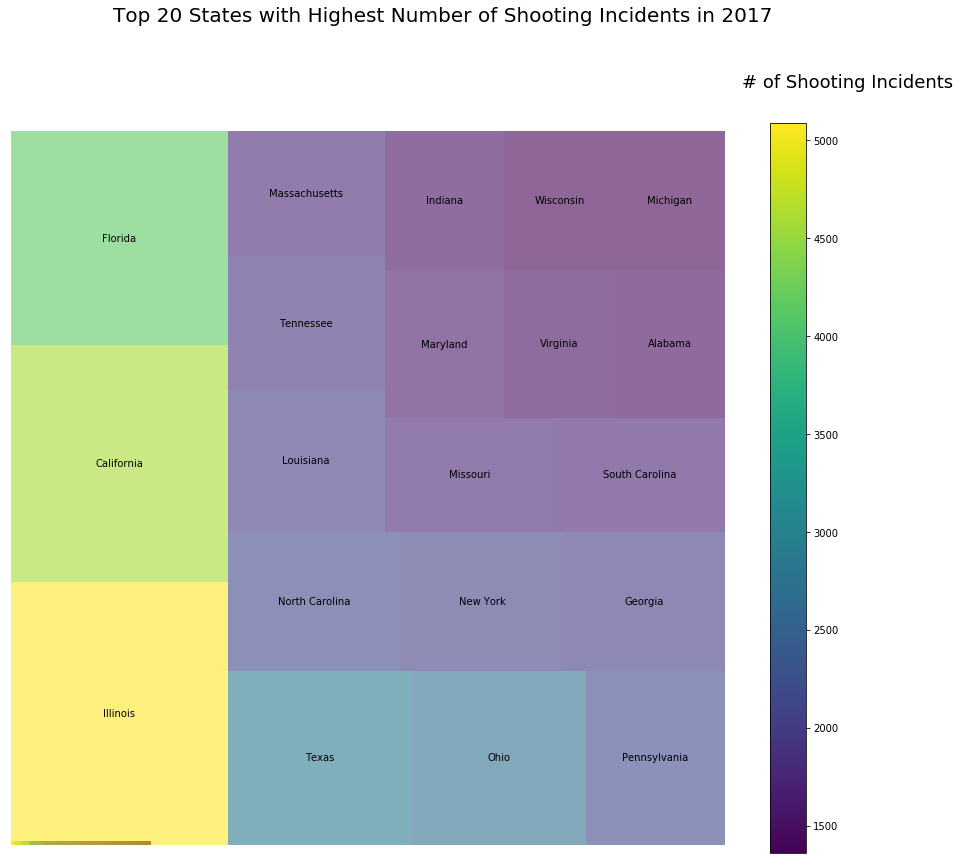 Top 20 States with Highest Number of Shooting Incidents in 2017
# of Shooting Incidents
5000
4500
4000
3500
3000
2500
2000
1500
Florida
California
Illinois
Massachusetts
Tennessee
Louisiana
Indiana
Wisconsin
Michigan
Maryland
Virginia
Alabama
Missouri
South Carolina
North Carolina
New York
Georgia
Texas
Ohio
Pennsylvania